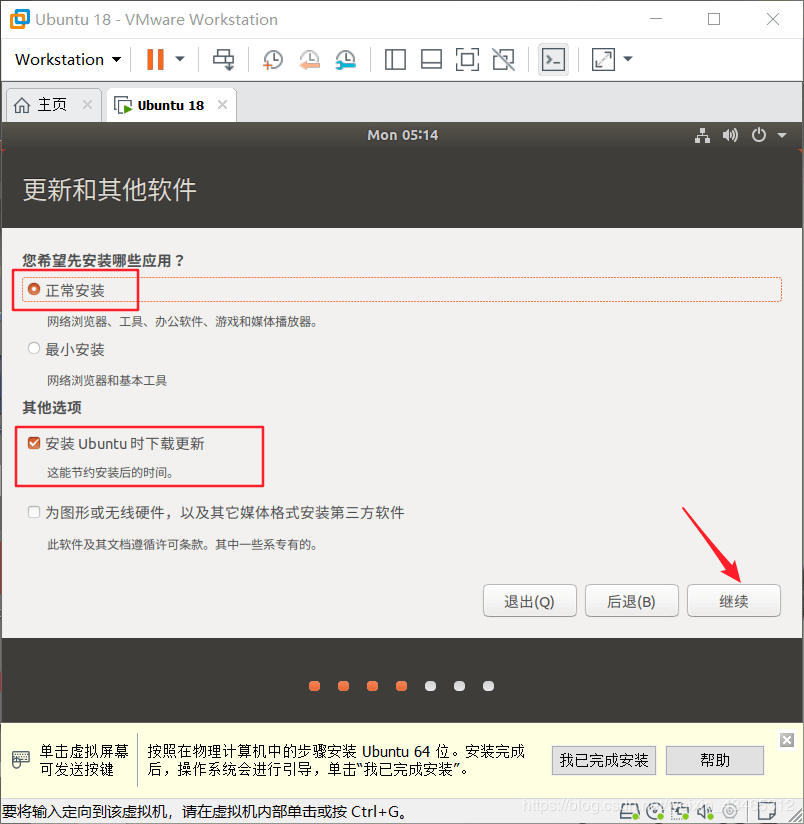 Ubuntu 18 - VMware Workstation
Workstation
主页
Ubuntu 18
Mon 05:14
更新和其他软件
您希望先安装哪些应用？
正常安装
网络浏览器、工具、办公软件、游戏和媒体播放器。
最小安装
网络浏览器和基本工具
其他选项
安装 Ubuntu 时下载更新
这能节约安装后的时间。
为图形或无线硬件，以及其它媒体格式安装第三方软件
此软件及其文档遵循许可条款。其中一些系专有的。
退出(Q) 后退(B) 继续
单击虚拟屏幕
可发送按键
按照在物理计算机中的步骤安装 Ubuntu 64 位。安装完成
后，操作系统会进行引导，单击“我已完成安装”。
我已完成安装 帮助
要将输入定向到该虚拟机，请在虚拟机内部单击或按 Ctrl+G。